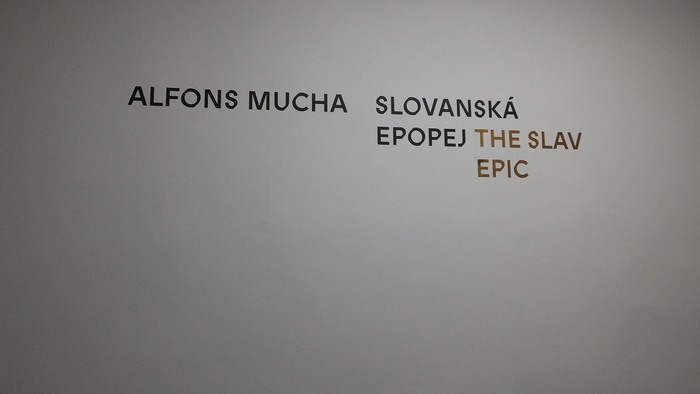 ALFONS MUCHA SLOVANSKÁ
EPOPEJ THE SLAV
EPIC